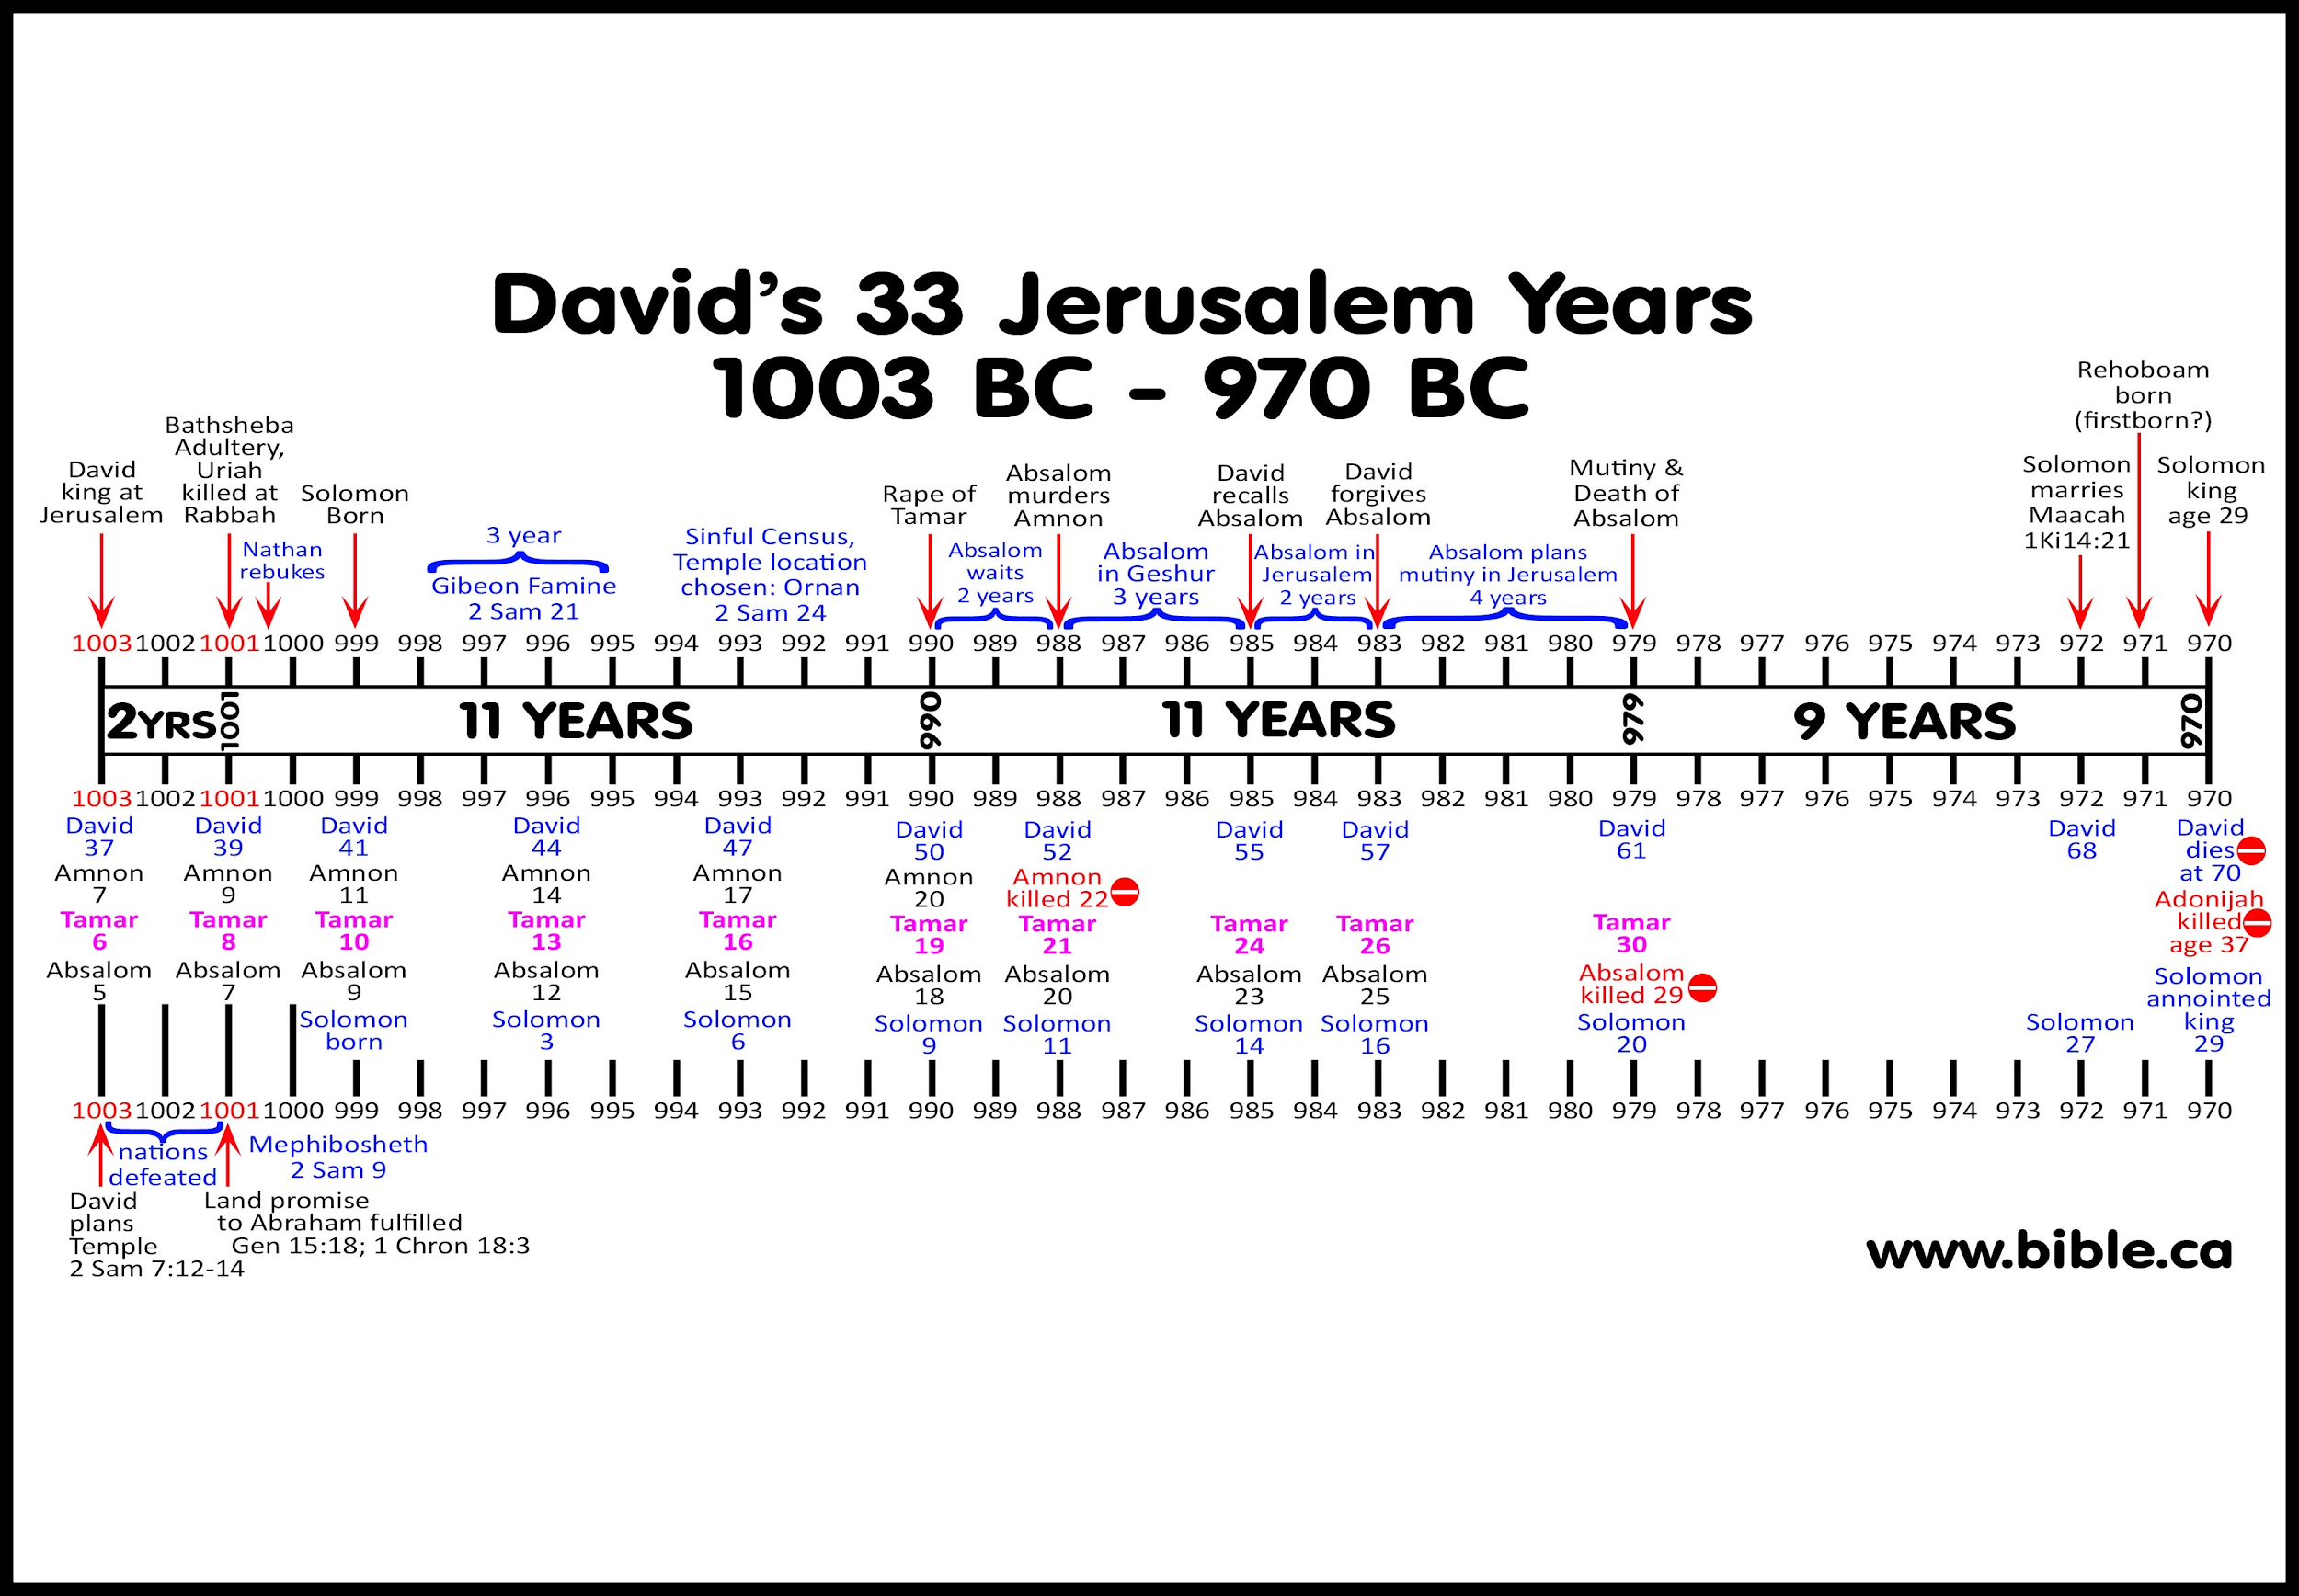 David’s 33 Jerusalem Years
1003 BC - 970 BC
David
king at
Jerusalem
Bathsheba
Adultery,
Uriah
killed at
Rabbah
Nathan
rebukes
Solomon
Born
3 year
Gibeon Famine
2 Sam 21
Sinful Census,
Temple location
chosen: Ornan
2 Sam 24
Rape of
Tamar
Absalom
waits
2 years
Absalom
murders
Amnon
Absalom
in Geshur
3 years
David
recalls
Absalom
Absalom in
Jerusalem
2 years
David
forgives
Absalom
Absalom plans
mutiny in Jerusalem
4 years
Mutiny &
Death of
Absalom
Solomon
marries
Maacah
1Ki14:21
Rehoboam
born
(firstborn?)
Solomon
king
age 29
1003 1002 1001 1000 999 998 997 996 995 994 993 992 991 990 989 988 987 986 985 984 983 982 981 980 979 978 977 976 975 974 973 972 971 970
2YRS 1001 11 YEARS 990 11 YEARS 979 9 YEARS 970
1003 1002 1001 1000 999 998 997 996 995 994 993 992 991 990 989 988 987 986 985 984 983 982 981 980 979 978 977 976 975 974 973 972 971 970
David
37
Amnon
7
Tamar
6
Absalom
5
David
39
Amnon
9
Tamar
8
Absalom
7
David
41
Amnon
11
Tamar
10
Absalom
9
Solomon
born
David
44
Amnon
14
Tamar
13
Absalom
12
Solomon
3
David
47
Amnon
17
Tamar
16
Absalom
15
Solomon
6
David
50
Amnon
20
Tamar
19
Absalom
18
Solomon
9
David
52
Amnon
killed 22
Tamar
21
Absalom
20
Solomon
11
David
55
Tamar
24
Absalom
23
Solomon
14
David
57
Tamar
26
Absalom
25
Solomon
16
David
61
Tamar
30
Absalom
killed 29
Solomon
20
David
68
Solomon
27
David
dies
at 70
Adonijah
killed
age 37
Solomon
annointed
king
29
1003 1002 1001 1000 999 998 997 996 995 994 993 992 991 990 989 988 987 986 985 984 983 982 981 980 979 978 977 976 975 974 973 972 971 970
nations
defeated
Mephibosheth
2 Sam 9
David
plans
Temple
2 Sam 7:12-14
Land promise
to Abraham fulfilled
Gen 15:18; 1 Chron 18:3
www.bible.ca